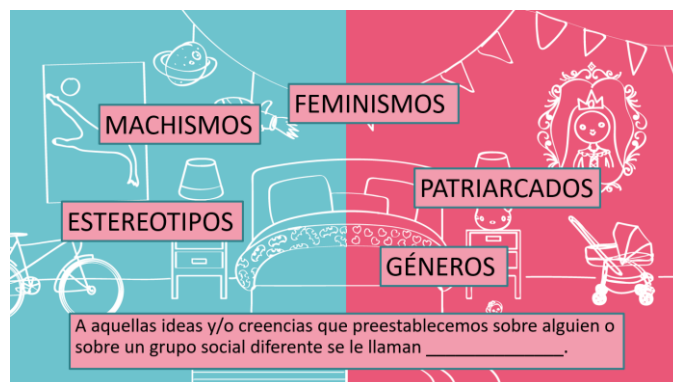 FEMINISMOS
MACHISMOS
PATRIARCADOS
ESTEREOTIPOS
GÉNEROS
A aquellas ideas y/o creencias que preestablecemos sobre alguien o
sobre un grupo social diferente se le llaman _______________.